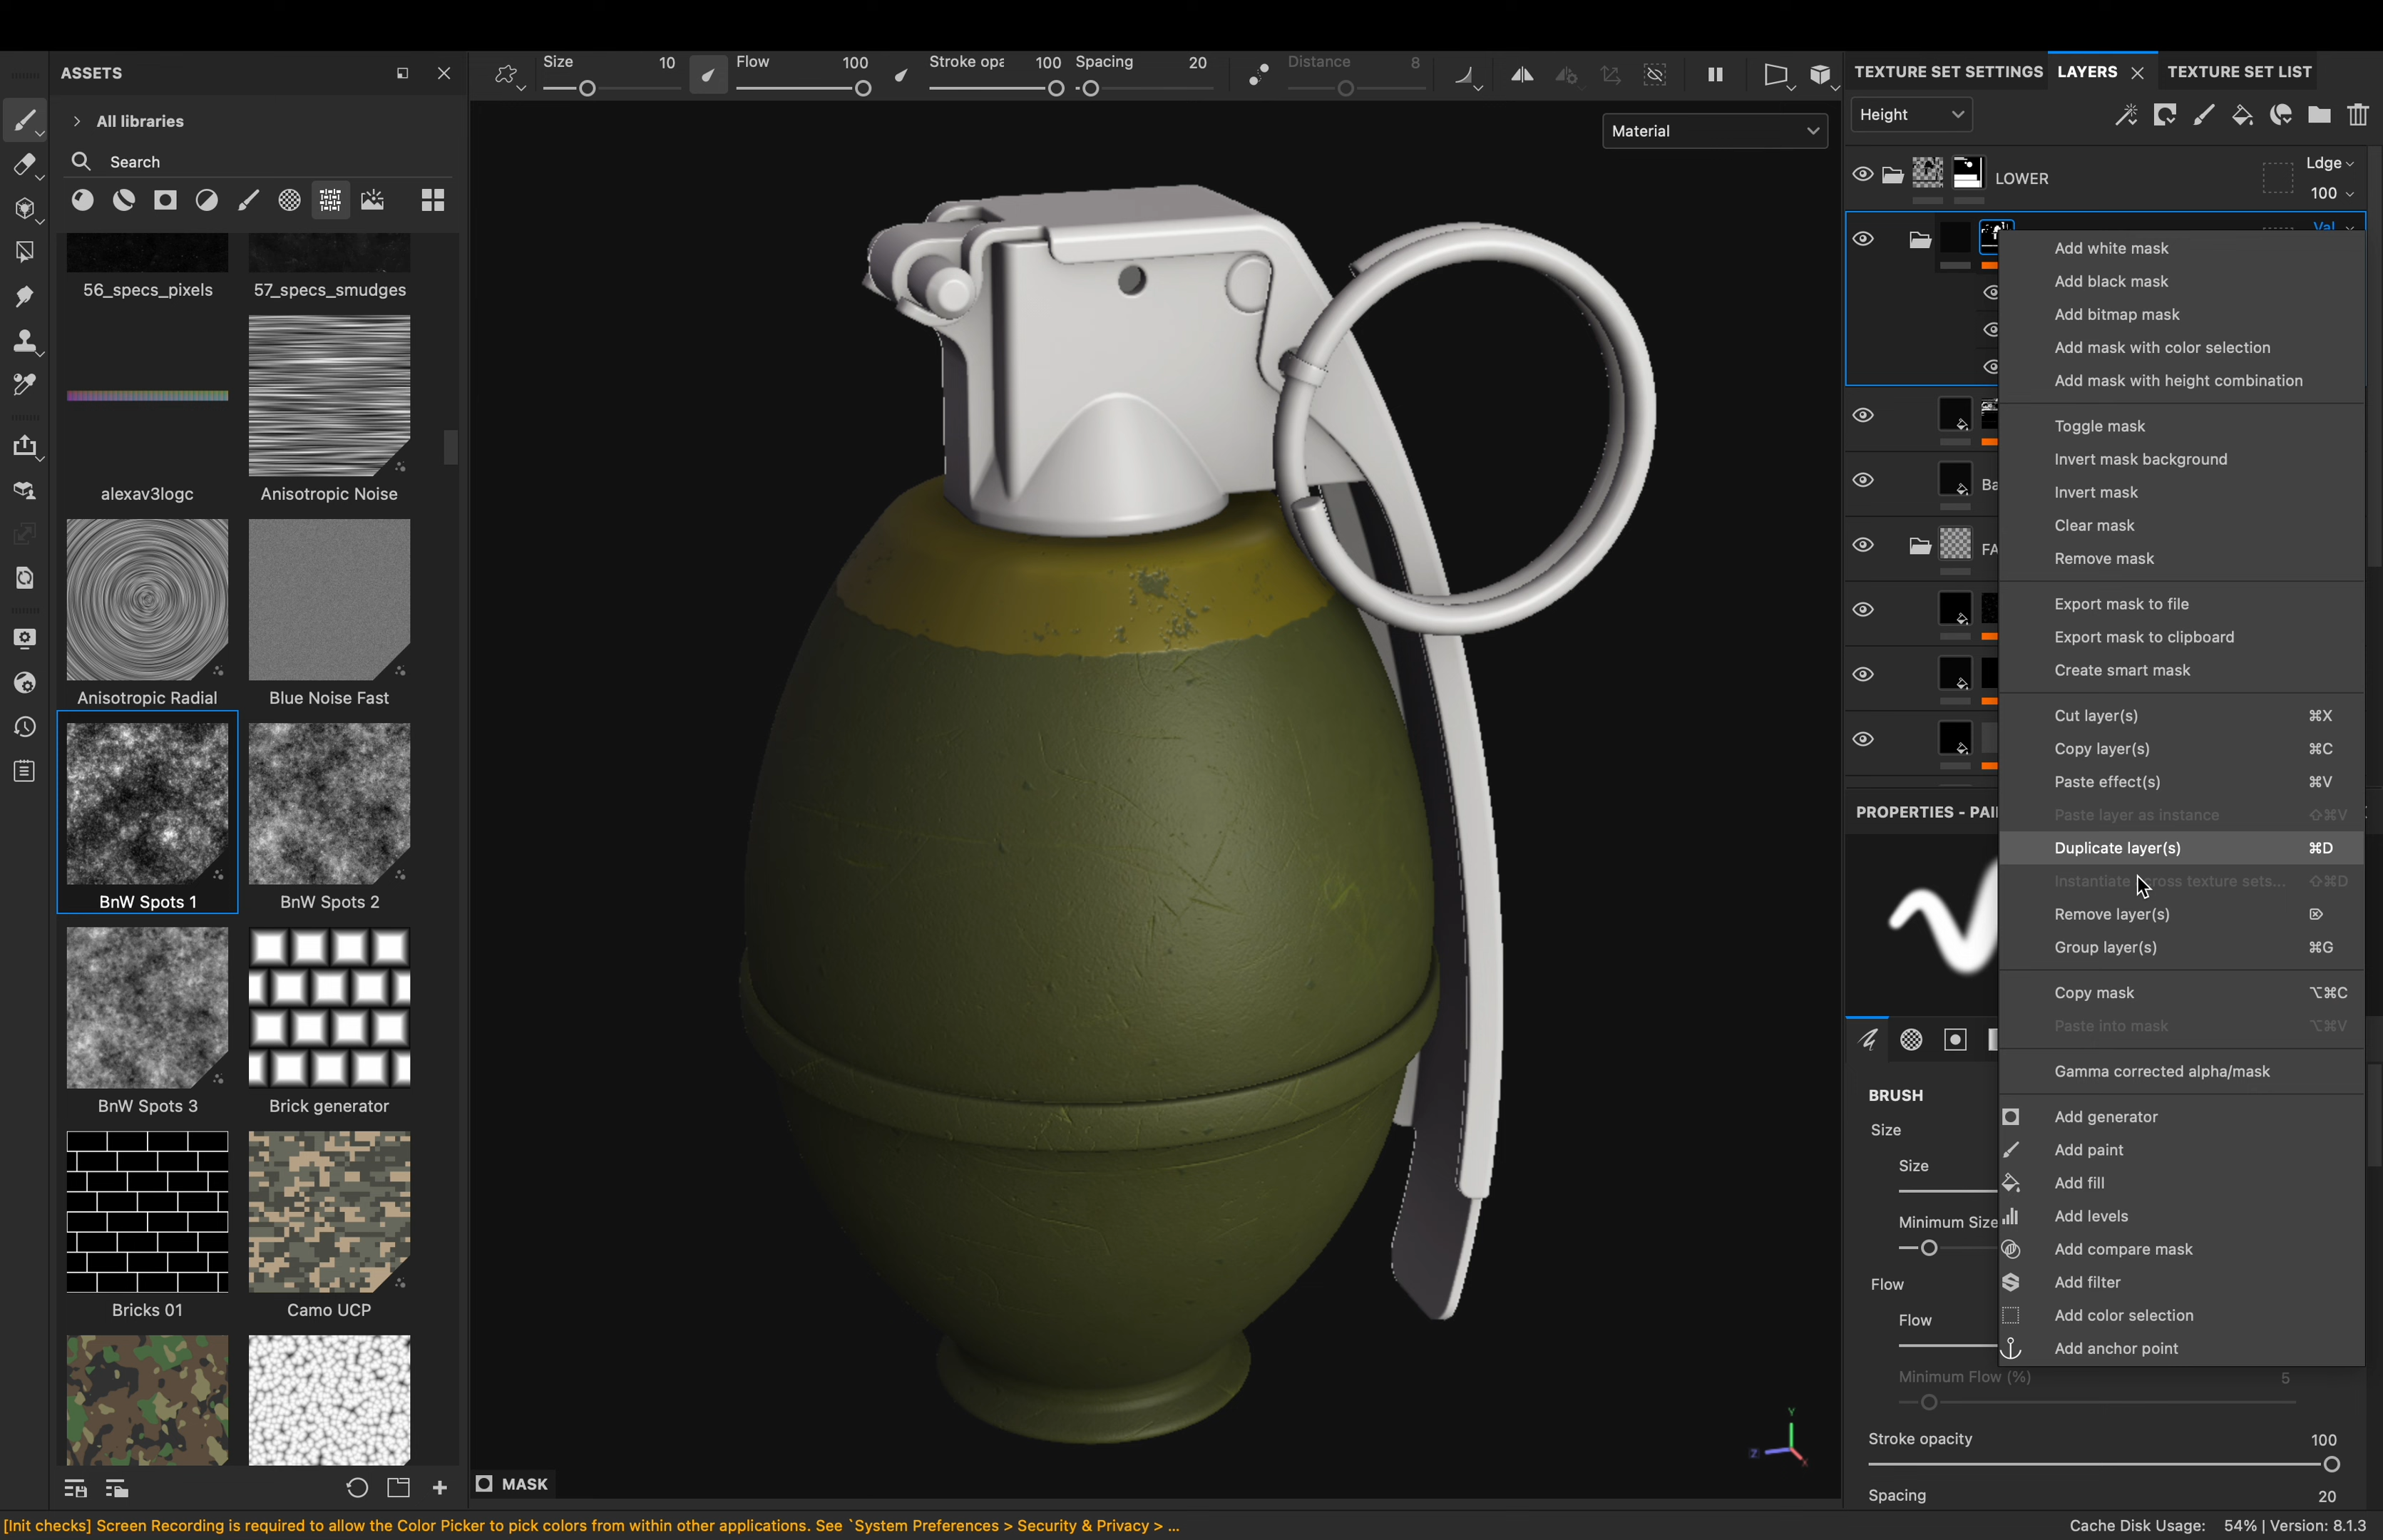 ASSETS
Size 10
Flow 100
Stroke opa 100
Spacing 20
Distance 8
TEXTURE SET SETTINGS
LAYERS
TEXTURE SET LIST
All libraries
Search
Height
Material
LOWER
Ldge
100
Val
56_specs_pixels
57_specs_smudges
alexav3logc
Anisotropic Noise
Anisotropic Radial
Blue Noise Fast
BnW Spots 1
BnW Spots 2
BnW Spots 3
Brick generator
Bricks 01
Camo UCP
Ba
FA
Add white mask
Add black mask
Add bitmap mask
Add mask with color selection
Add mask with height combination
Toggle mask
Invert mask background
Invert mask
Clear mask
Remove mask
Export mask to file
Export mask to clipboard
Create smart mask
Cut layer(s) ⌘X
Copy layer(s) ⌘C
Paste effect(s) ⌘V
Paste layer as instance ⇧⌘V
Duplicate layer(s) ⌘D
Instantiate across texture sets... ⇧⌘D
Remove layer(s) ⌦
Group layer(s) ⌘G
Copy mask ⌥⌘C
Paste into mask ⌥⌘V
Gamma corrected alpha/mask
Add generator
Add paint
Add fill
Add levels
Add compare mask
Add filter
Add color selection
Add anchor point
PROPERTIES - PAI
BRUSH
Size
Size
Minimum Size
Flow
Flow
Minimum Flow (%) 5
Stroke opacity 100
Spacing 20
Y
Z
X
MASK
[Init checks] Screen Recording is required to allow the Color Picker to pick colors from within other applications. See `System Preferences > Security & Privacy > ...
Cache Disk Usage: 54% | Version: 8.1.3